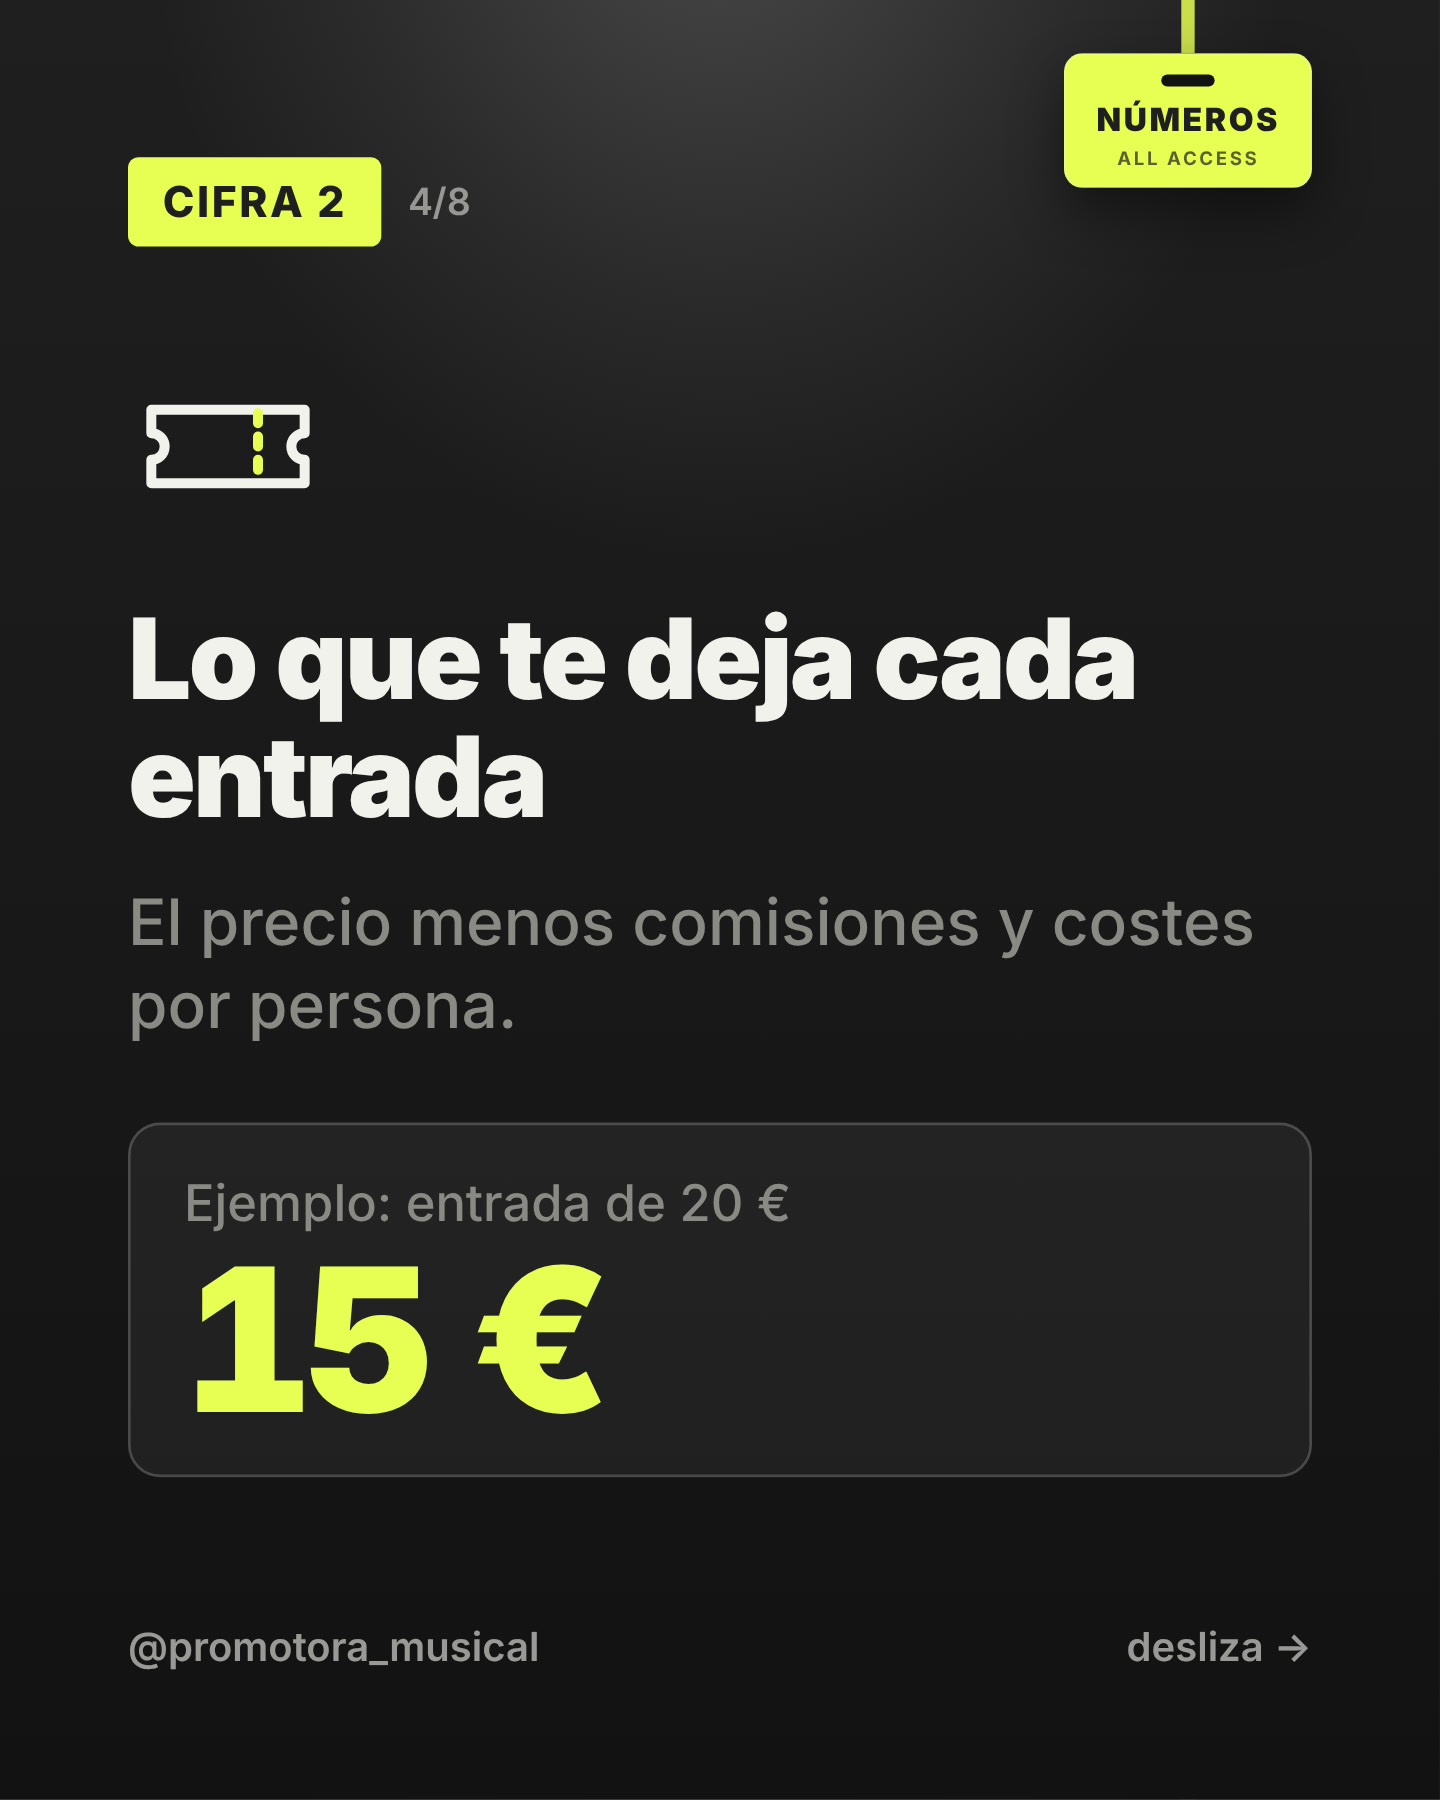 NÚMEROS
ALL ACCESS
CIFRA 2
4/8
Lo que te deja cada
entrada
El precio menos comisiones y costes
por persona.
Ejemplo: entrada de 20 €
15 €
@promotora_musical
desliza →